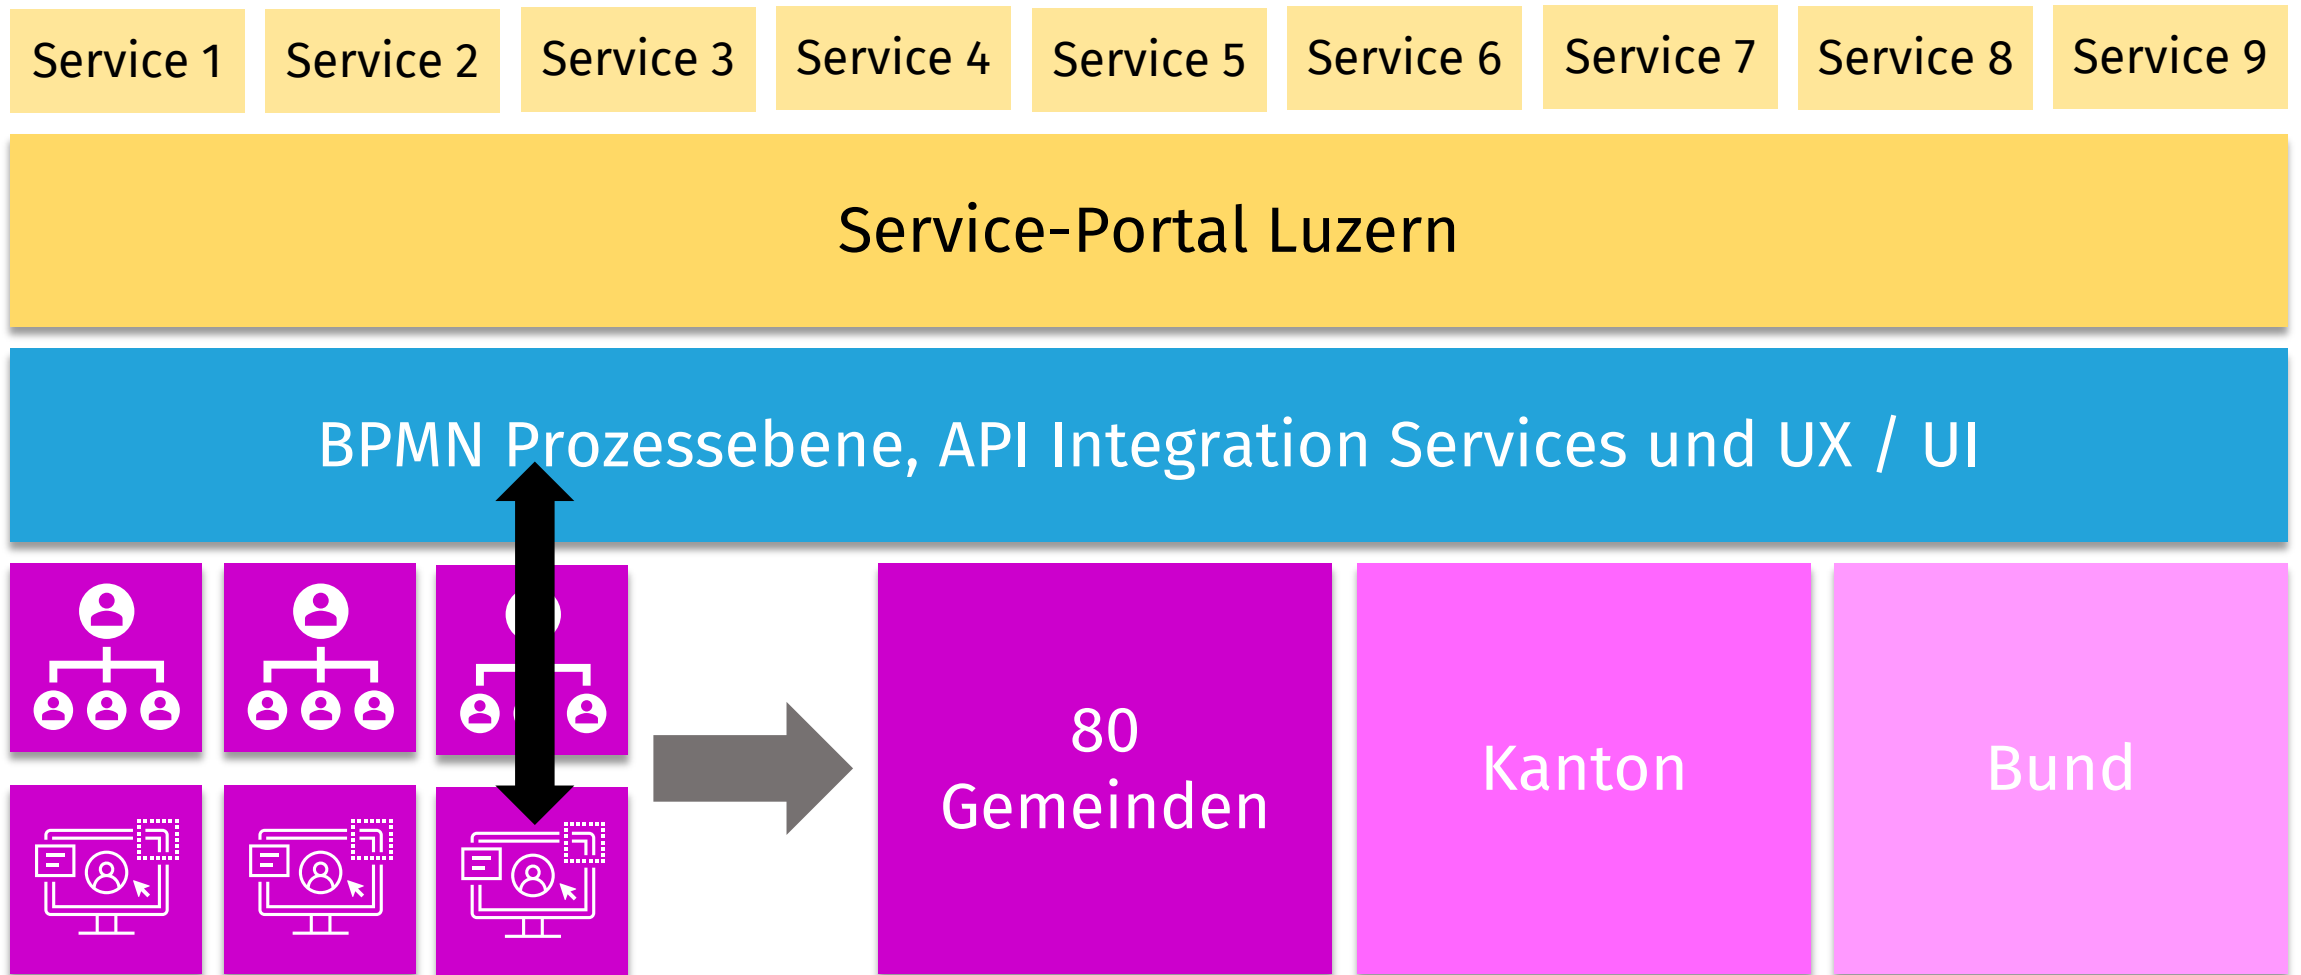 Service 1
Service 2
Service 3
Service 4
Service 5
Service 6
Service 7
Service 8
Service 9
Service-Portal Luzern
BPMN Prozessebene, API Integration Services und UX / UI
80
Gemeinden
Kanton
Bund